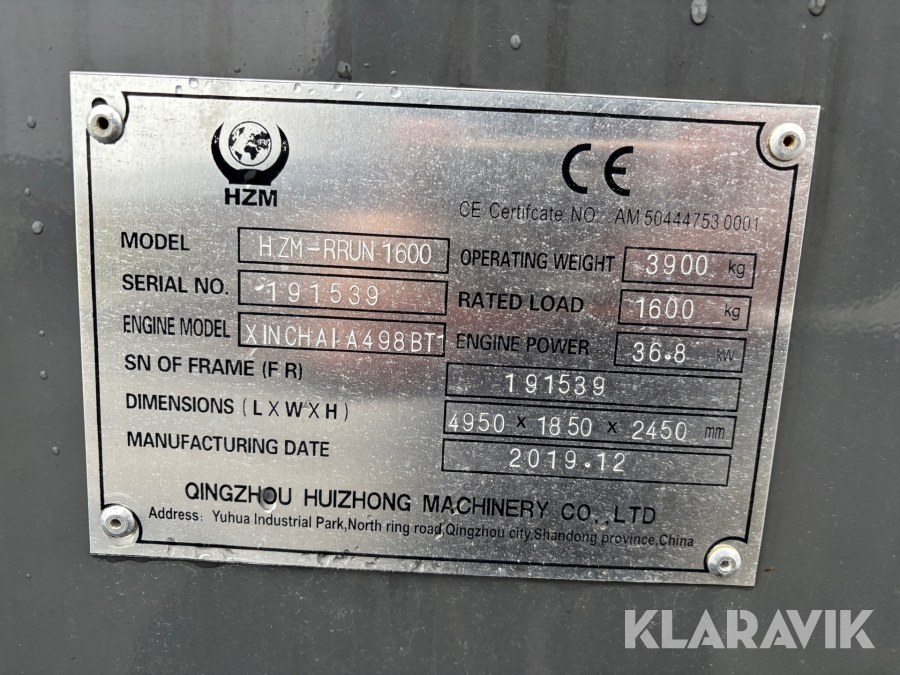 HZM
CE
CE Certifcate NO. AM 50444753 0001
MODEL HZM-RRUN 1600
OPERATING WEIGHT 3900 kg
SERIAL NO. 191539
RATED LOAD 1600 kg
ENGINE MODEL XINCHAI A498BT1
ENGINE POWER 36.8 kW
SN OF FRAME (F R) 191539
DIMENSIONS (L X W X H) 4950 x 1850 x 2450 mm
MANUFACTURING DATE 2019.12
QINGZHOU HUIZHONG MACHINERY CO.,LTD
Address: Yuhua Industrial Park,North ring road,Qingzhou city,Shandong province,China
KLARAVIK